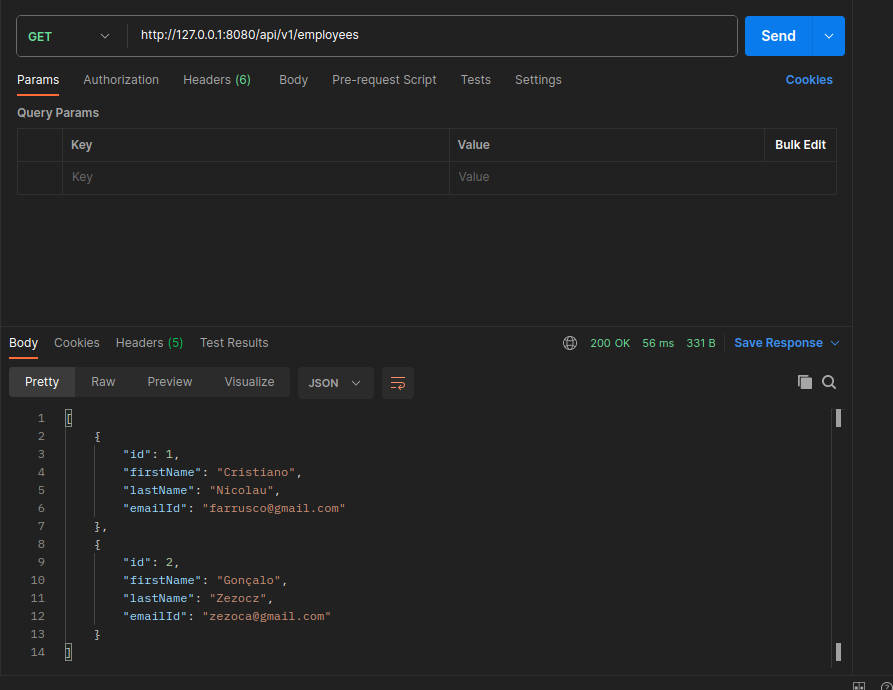 GET http://127.0.0.1:8080/api/v1/employees Send
Params Authorization Headers (6) Body Pre-request Script Tests Settings Cookies
Query Params
Key Value Bulk Edit
Key Value
Body Cookies Headers (5) Test Results 200 OK 56 ms 331 B Save Response
Pretty Raw Preview Visualize JSON
1 [
2 {
3 "id": 1,
4 "firstName": "Cristiano",
5 "lastName": "Nicolau",
6 "emailId": "farrusco@gmail.com"
7 },
8 {
9 "id": 2,
10 "firstName": "Gonçalo",
11 "lastName": "Zezocz",
12 "emailId": "zezoca@gmail.com"
13 }
14 ]